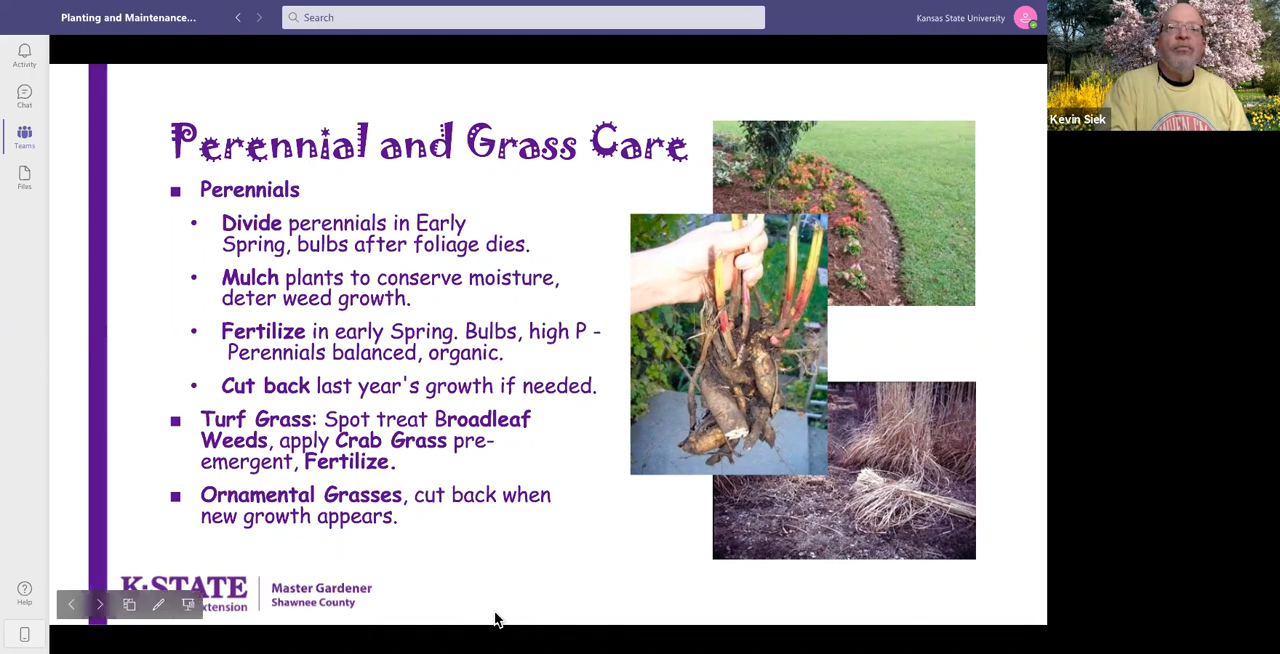 Planting and Maintenance...
Search
Kansas State University
Activity
Chat
Teams
Files
Help
Kevin Siek
Perennial and Grass Care
■ Perennials
• Divide perennials in Early
Spring, bulbs after foliage dies.
• Mulch plants to conserve moisture,
deter weed growth.
• Fertilize in early Spring. Bulbs, high P -
Perennials balanced, organic.
• Cut back last year's growth if needed.
■ Turf Grass: Spot treat Broadleaf
Weeds, apply Crab Grass pre-
emergent, Fertilize.
■ Ornamental Grasses, cut back when
new growth appears.
K-STATE
tension
Master Gardener
Shawnee County